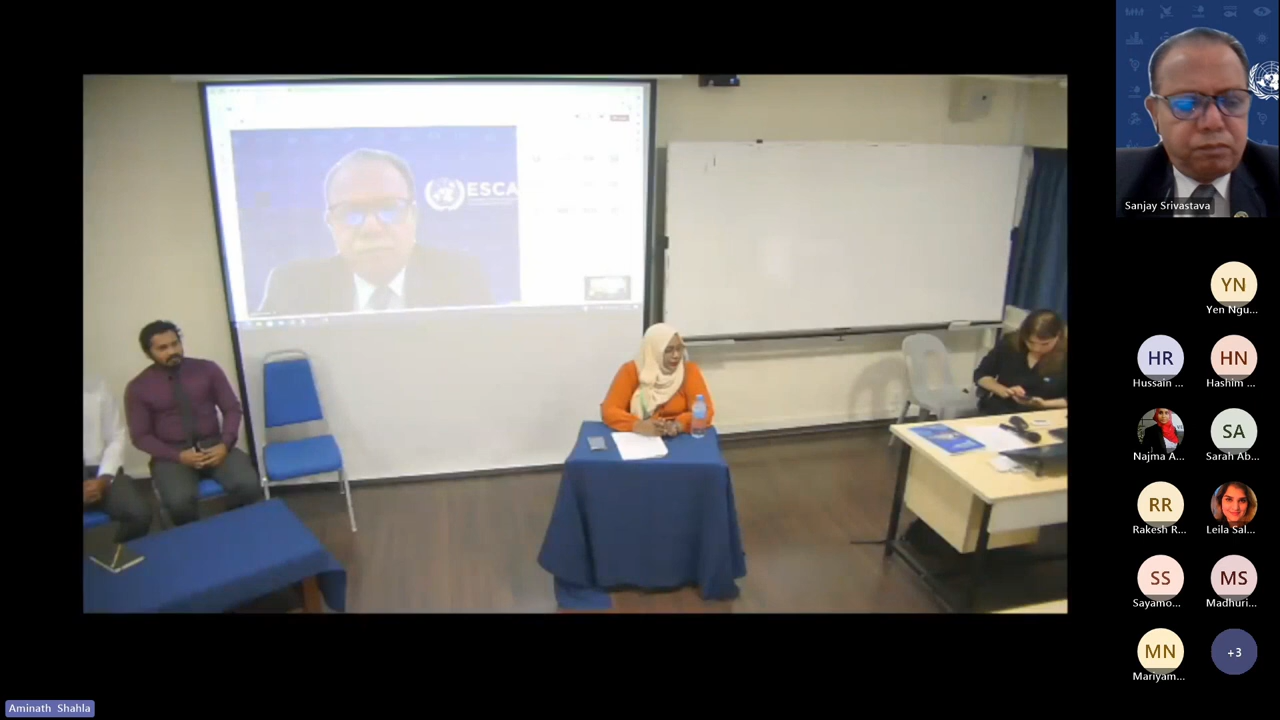 ESCA
Sanjay Srivastava
YN
Yen Ngu...
HR
Hussain ...
HN
Hashim ...
Najma A...
SA
Sarah Ab...
RR
Rakesh R...
Leila Sal...
SS
Sayamo...
MS
Madhuri...
MN
Mariyam...
+3
Aminath Shahla